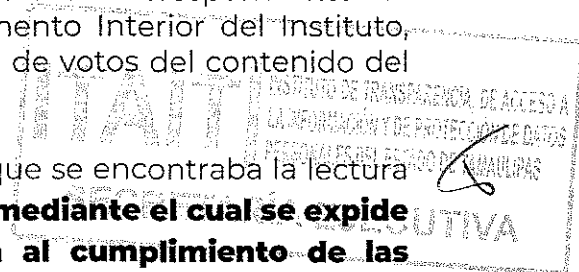 mento Interior del Instituto,
de votos del contenido del
ITAIT
INSTITUTO DE TRANSPARENCIA, DE ACCESO A
LA INFORMACIÓN Y DE PROTECCIÓN DE DATOS
PERSONALES DEL ESTADO DE TAMAULIPAS
que se encontraba la lectura
SECRETARÍA EJECUTIVA
mediante el cual se expide
al cumplimiento de las